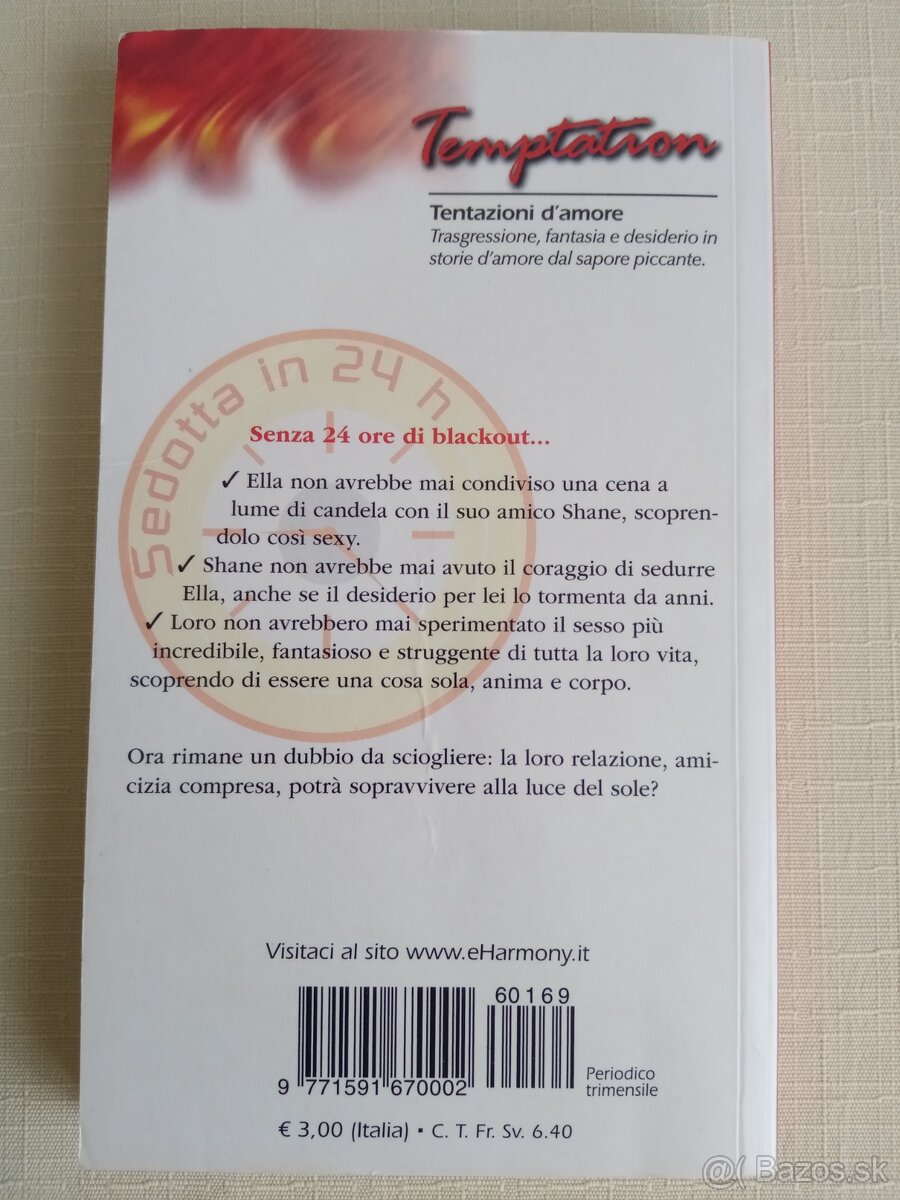 Temptation
Tentazioni d'amore
Trasgressione, fantasia e desiderio in
storie d'amore dal sapore piccante.
Sedotta in 24 h
Senza 24 ore di blackout...
✓ Ella non avrebbe mai condiviso una cena a
lume di candela con il suo amico Shane, scopren-
dolo così sexy.
✓ Shane non avrebbe mai avuto il coraggio di sedurre
Ella, anche se il desiderio per lei lo tormenta da anni.
✓ Loro non avrebbero mai sperimentato il sesso più
incredibile, fantasioso e struggente di tutta la loro vita,
scoprendo di essere una cosa sola, anima e corpo.
Ora rimane un dubbio da sciogliere: la loro relazione, ami-
cizia compresa, potrà sopravvivere alla luce del sole?
Visitaci al sito www.eHarmony.it
60169
9 771591 670002
Periodico
trimensile
€ 3,00 (Italia) • C. T. Fr. Sv. 6.40
@( Bazos.sk